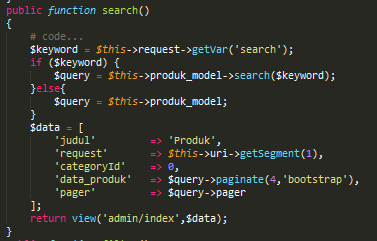 public function search()
{
    # code...
    $keyword = $this->request->getVar('search');
    if ($keyword) {
        $query = $this->produk_model->search($keyword);
    }else{
        $query = $this->produk_model;
    }
    $data = [
        'judul'         => 'Produk',
        'request'       => $this->uri->getSegment(1),
        'categoryId'    => 0,
        'data_produk'   => $query->paginate(4,'bootstrap'),
        'pager'         => $query->pager
    ];
    return view('admin/index',$data);
}